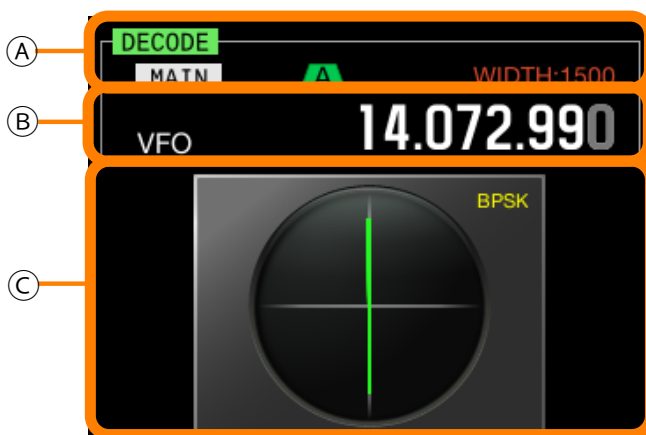 A
DECODE
MAIN A WIDTH:1500
B
VFO 14.072.990
C
BPSK